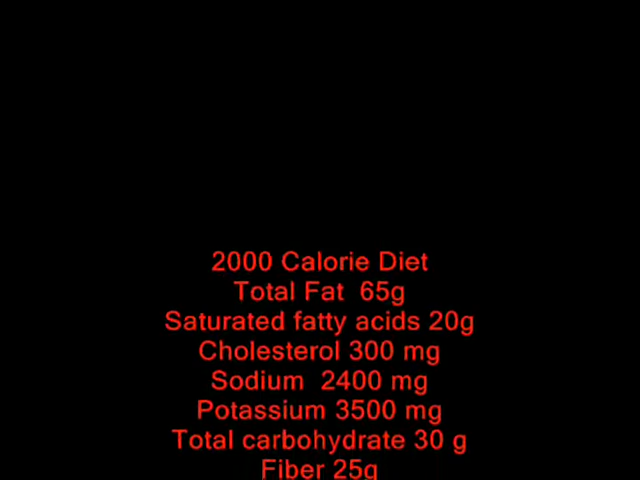 2000 Calorie Diet
Total Fat  65g
Saturated fatty acids 20g
Cholesterol 300 mg
Sodium  2400 mg
Potassium 3500 mg
Total carbohydrate 30 g
Fiber 25g